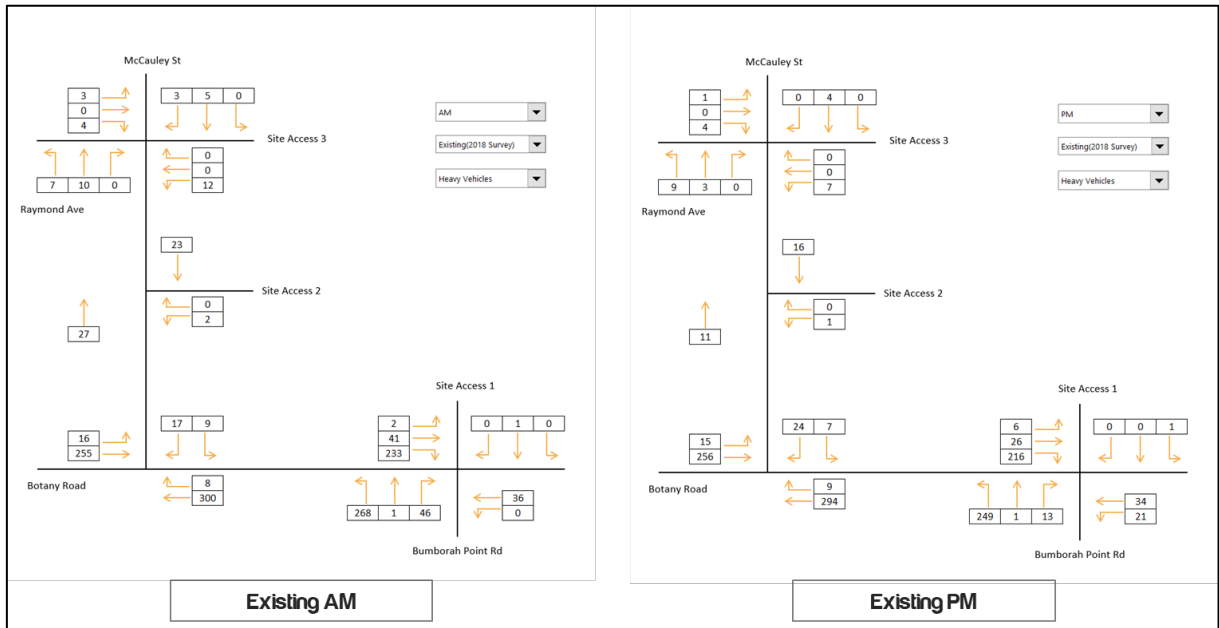 McCauley St
3
0
4
3 5 0
AM
Site Access 3
Existing(2018 Survey)
0
0
12
Heavy Vehicles
7 10 0
Raymond Ave
23
Site Access 2
0
2
27
Site Access 1
17 9
2
41
233
0 1 0
16
255
Botany Road
8
300
268 1 46
36
0
Bumborah Point Rd
Existing AM
McCauley St
1
0
4
0 4 0
PM
Site Access 3
Existing(2018 Survey)
0
0
7
Heavy Vehicles
9 3 0
Raymond Ave
16
Site Access 2
0
1
11
Site Access 1
24 7
6
26
216
0 0 1
15
256
Botany Road
9
294
249 1 13
34
21
Bumborah Point Rd
Existing PM